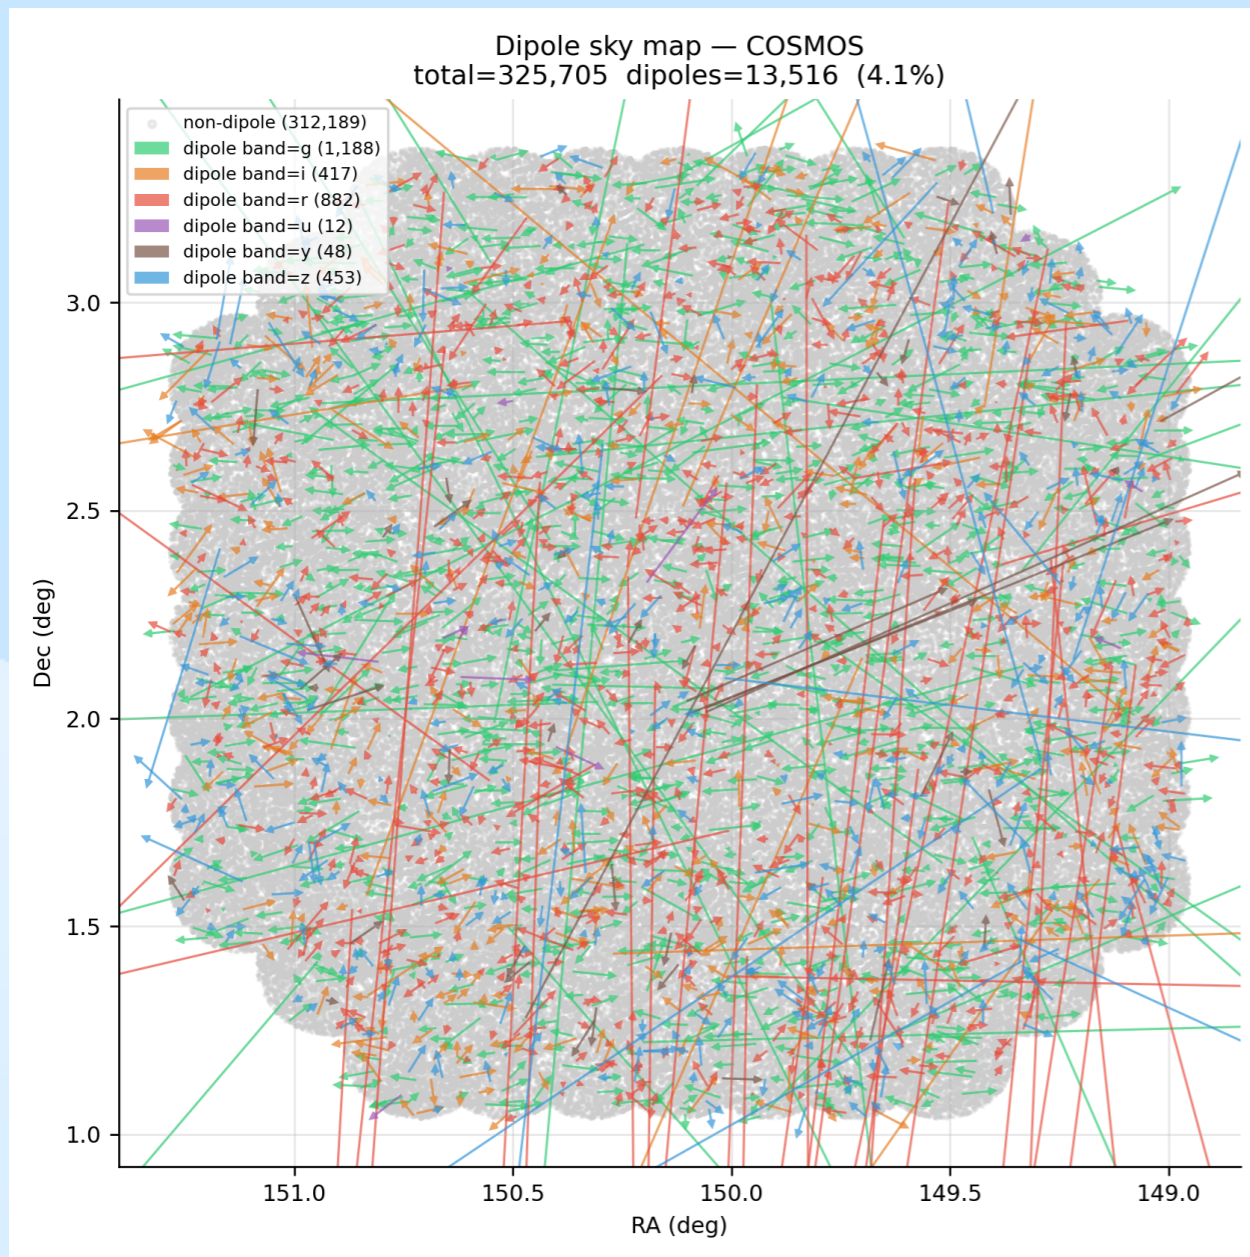 Dipole sky map — COSMOS
total=325,705  dipoles=13,516  (4.1%)
non-dipole (312,189)
dipole band=g (1,188)
dipole band=i (417)
dipole band=r (882)
dipole band=u (12)
dipole band=y (48)
dipole band=z (453)
3.0
2.5
2.0
1.5
1.0
Dec (deg)
151.0 150.5 150.0 149.5 149.0
RA (deg)